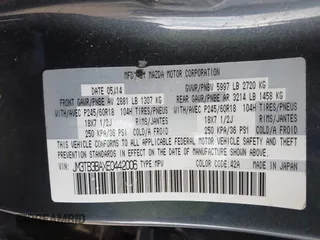 MFG. BY MAZDA MOTOR CORPORATION
DATE 05/14 GVWR/PNBV 5997 LB 2720 KG
FRONT GAWR/PNBE AV 2881 LB 1307 KG REAR GAWR/PNBE AR 3214 LB 1458 KG
WITH/AVEC P245/60R18 104H TIRES/PNEUS WITH/AVEC P245/60R18 104H TIRES/PNEUS
18X7 1/2J RIMS/JANTES 18X7 1/2J RIMS/JANTES
250 KPA/36 PSI COLD/A FROID 250 KPA/36 PSI COLD/A FROID
THIS VEHICLE CONFORMS TO ALL APPLICABLE FEDERAL MOTOR VEHICLE SAFETY AND THEFT
PREVENTION STANDARDS IN EFFECT ON THE DATE OF MANUFACTURE SHOWN ABOVE.
JM3TB3BAXE0442006 TYPE:MPV COLOR CODE:42A MADE IN JAPAN